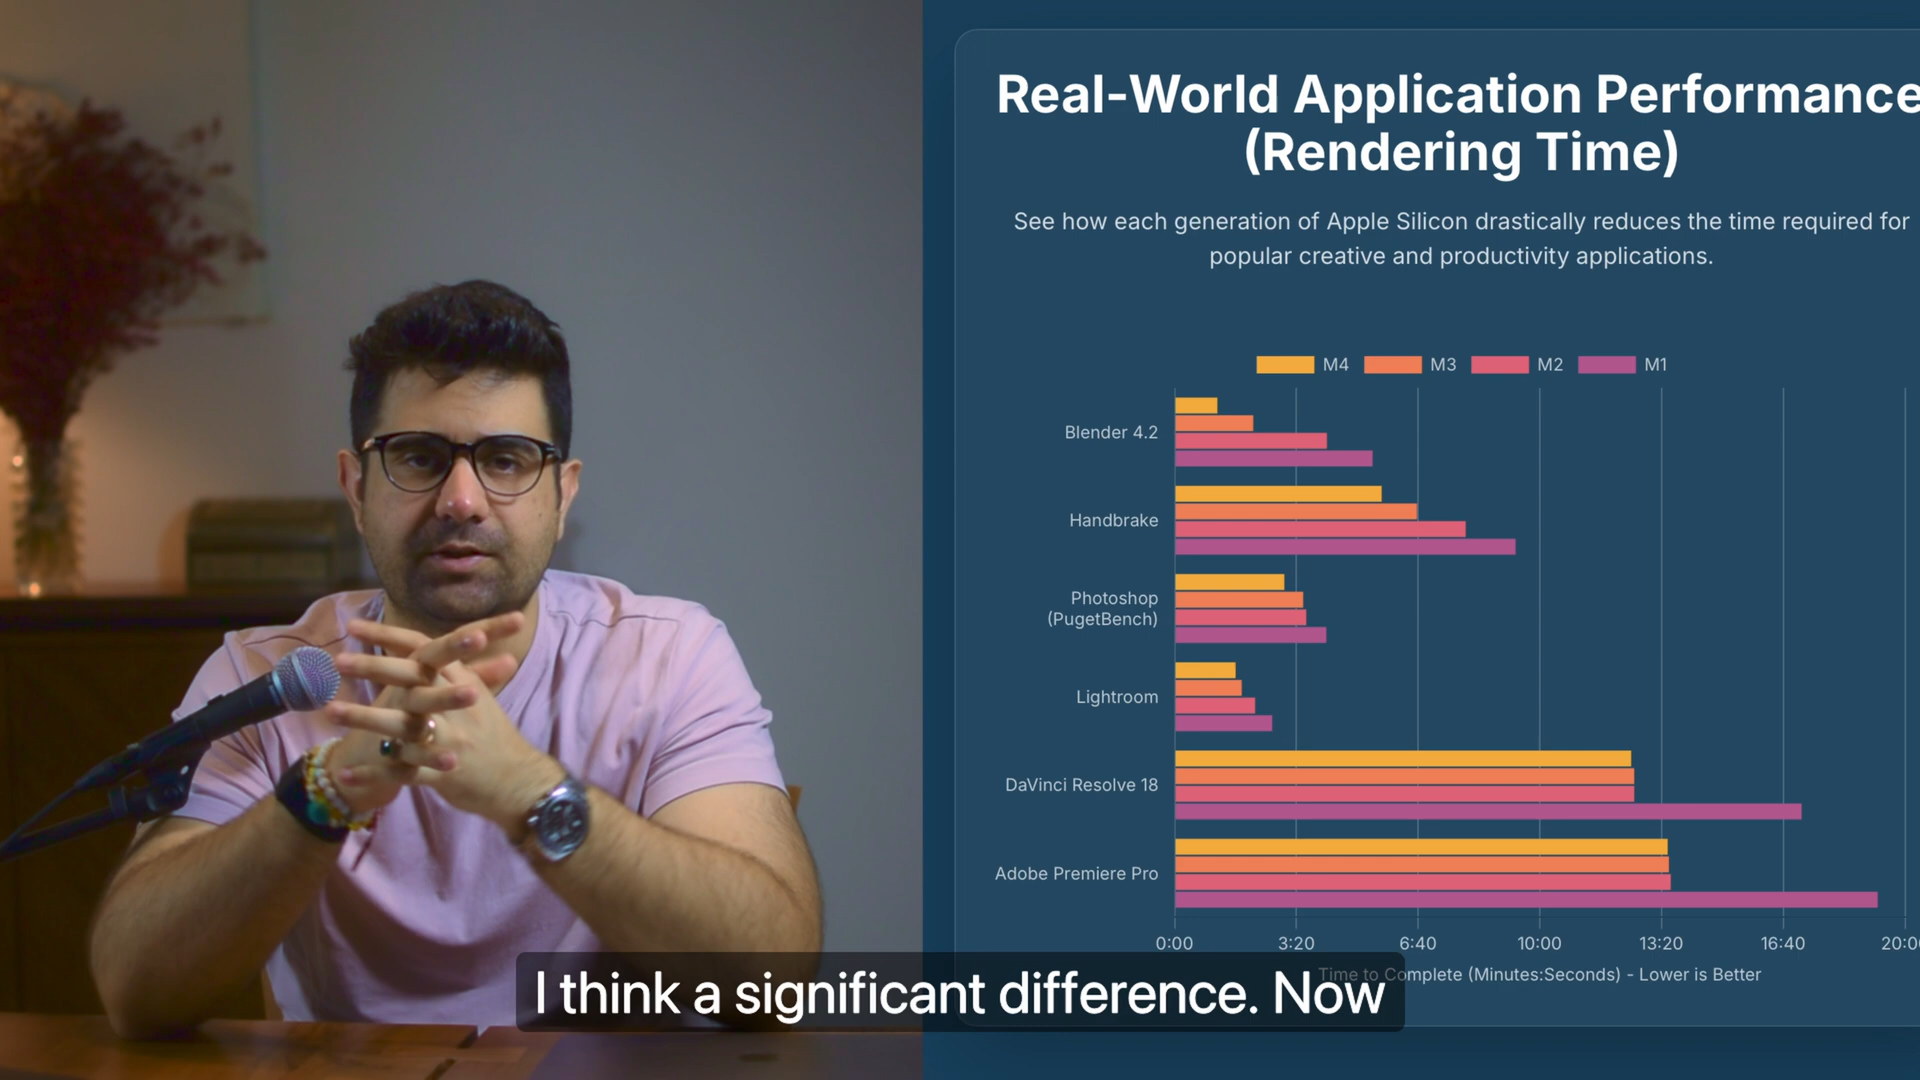 Real-World Application Performance
(Rendering Time)
See how each generation of Apple Silicon drastically reduces the time required for
popular creative and productivity applications.
M4 M3 M2 M1
Blender 4.2
Handbrake
Photoshop
(PugetBench)
Lightroom
DaVinci Resolve 18
Adobe Premiere Pro
0:00 3:20 6:40 10:00 13:20 16:40 20:00
Time to Complete (Minutes:Seconds) - Lower is Better
I think a significant difference. Now